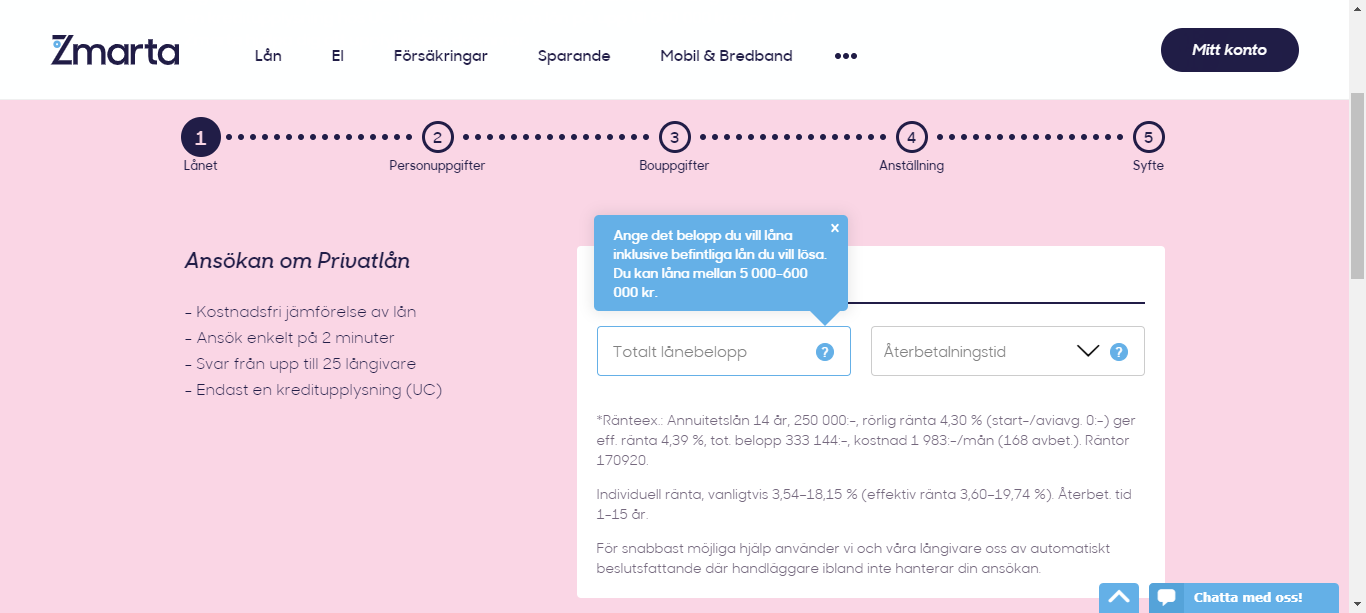 Zmarta
Lån El Försäkringar Sparande Mobil & Bredband •••
Mitt konto
1 2 3 4 5
Lånet Personuppgifter Bouppgifter Anställning Syfte
Ansökan om Privatlån
- Kostnadsfri jämförelse av lån
- Ansök enkelt på 2 minuter
- Svar från upp till 25 långivare
- Endast en kreditupplysning (UC)
x
Ange det belopp du vill låna
inklusive befintliga lån du vill lösa.
Du kan låna mellan 5 000-600
000 kr.
Totalt lånebelopp ?
Återbetalningstid ?
*Ränteex.: Annuitetslån 14 år, 250 000:-, rörlig ränta 4,30 % (start-/aviavg. 0:-) ger
eff. ränta 4,39 %, tot. belopp 333 144:-, kostnad 1 983:-/mån (168 avbet.). Räntor
170920.
Individuell ränta, vanligtvis 3,54-18,15 % (effektiv ränta 3,60-19,74 %). Återbet. tid
1-15 år.
För snabbast möjliga hjälp använder vi och våra långivare oss av automatiskt
beslutsfattande där handläggare ibland inte hanterar din ansökan.
Chatta med oss!